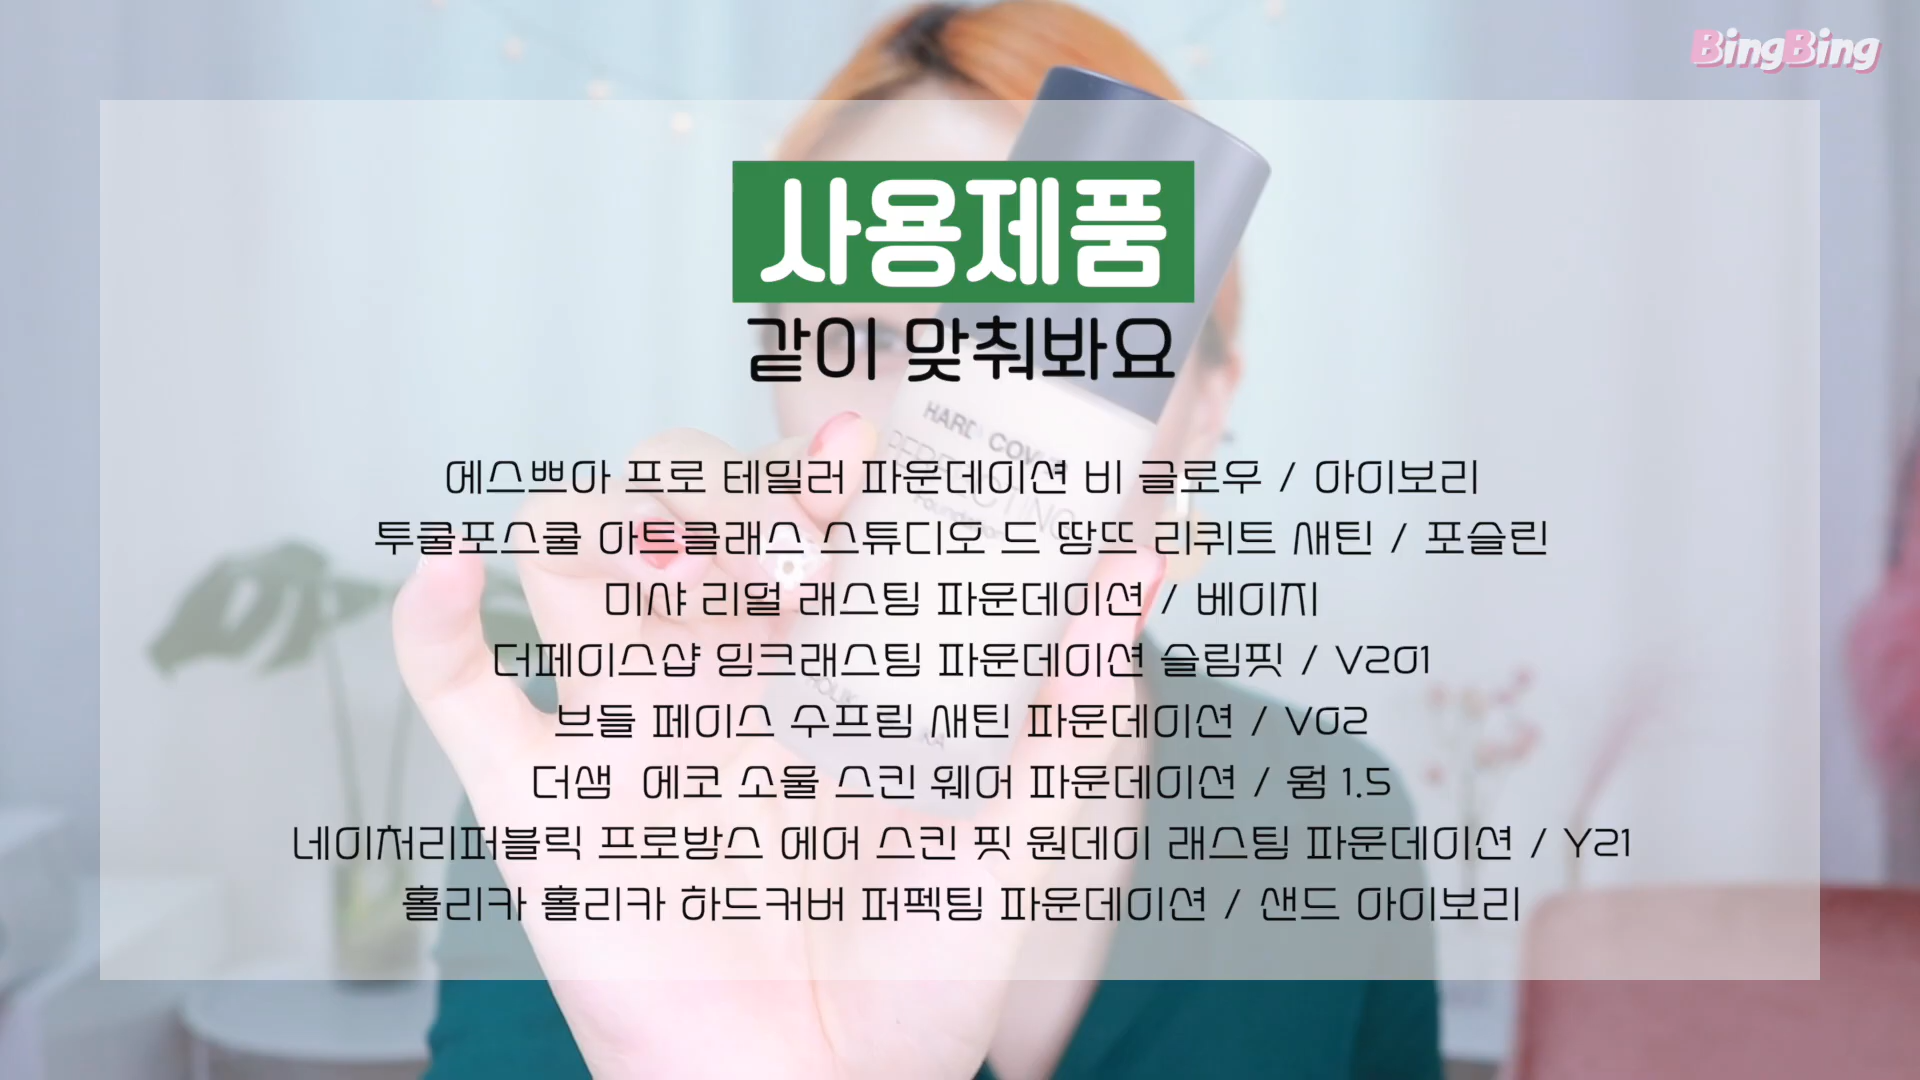 BingBing
사용제품
같이 맞춰봐요
HARD COVER
PERFECTING
Foundation
에스쁘아 프로 테일러 파운데이션 비 글로우 / 아이보리
투쿨포스쿨 아트클래스 스튜디오 드 땅뜨 리퀴트 새틴 / 포슬린
미샤 리얼 래스팅 파운데이션 / 베이지
더페이스샵 잉크래스팅 파운데이션 슬림핏 / V201
브들 페이스 수프림 새틴 파운데이션 / V02
더샘 에코 소울 스킨 웨어 파운데이션 / 웜 1.5
네이처리퍼블릭 프로방스 에어 스킨 핏 원데이 래스팅 파운데이션 / Y21
홀리카 홀리카 하드커버 퍼펙팅 파운데이션 / 샌드 아이보리